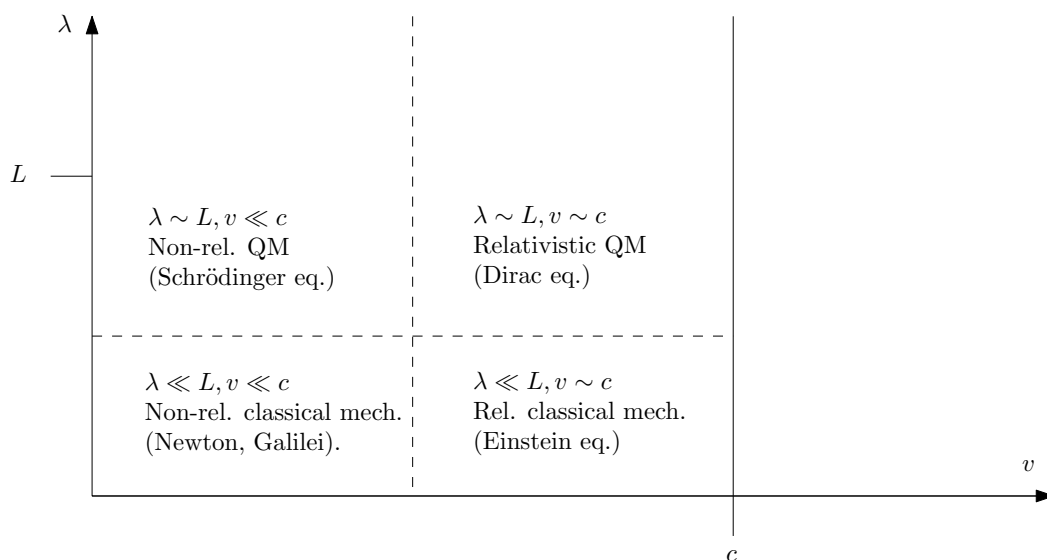 λ
L
λ ∼ L, v ≪ c
Non-rel. QM
(Schrödinger eq.)
λ ∼ L, v ∼ c
Relativistic QM
(Dirac eq.)
λ ≪ L, v ≪ c
Non-rel. classical mech.
(Newton, Galilei).
λ ≪ L, v ∼ c
Rel. classical mech.
(Einstein eq.)
v
c